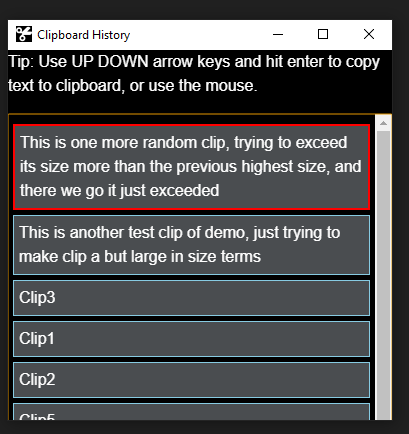 Clipboard History
Tip: Use UP DOWN arrow keys and hit enter to copy
text to clipboard, or use the mouse.
This is one more random clip, trying to exceed
its size more than the previous highest size, and
there we go it just exceeded
This is another test clip of demo, just trying to
make clip a but large in size terms
Clip3
Clip1
Clip2
Clip5